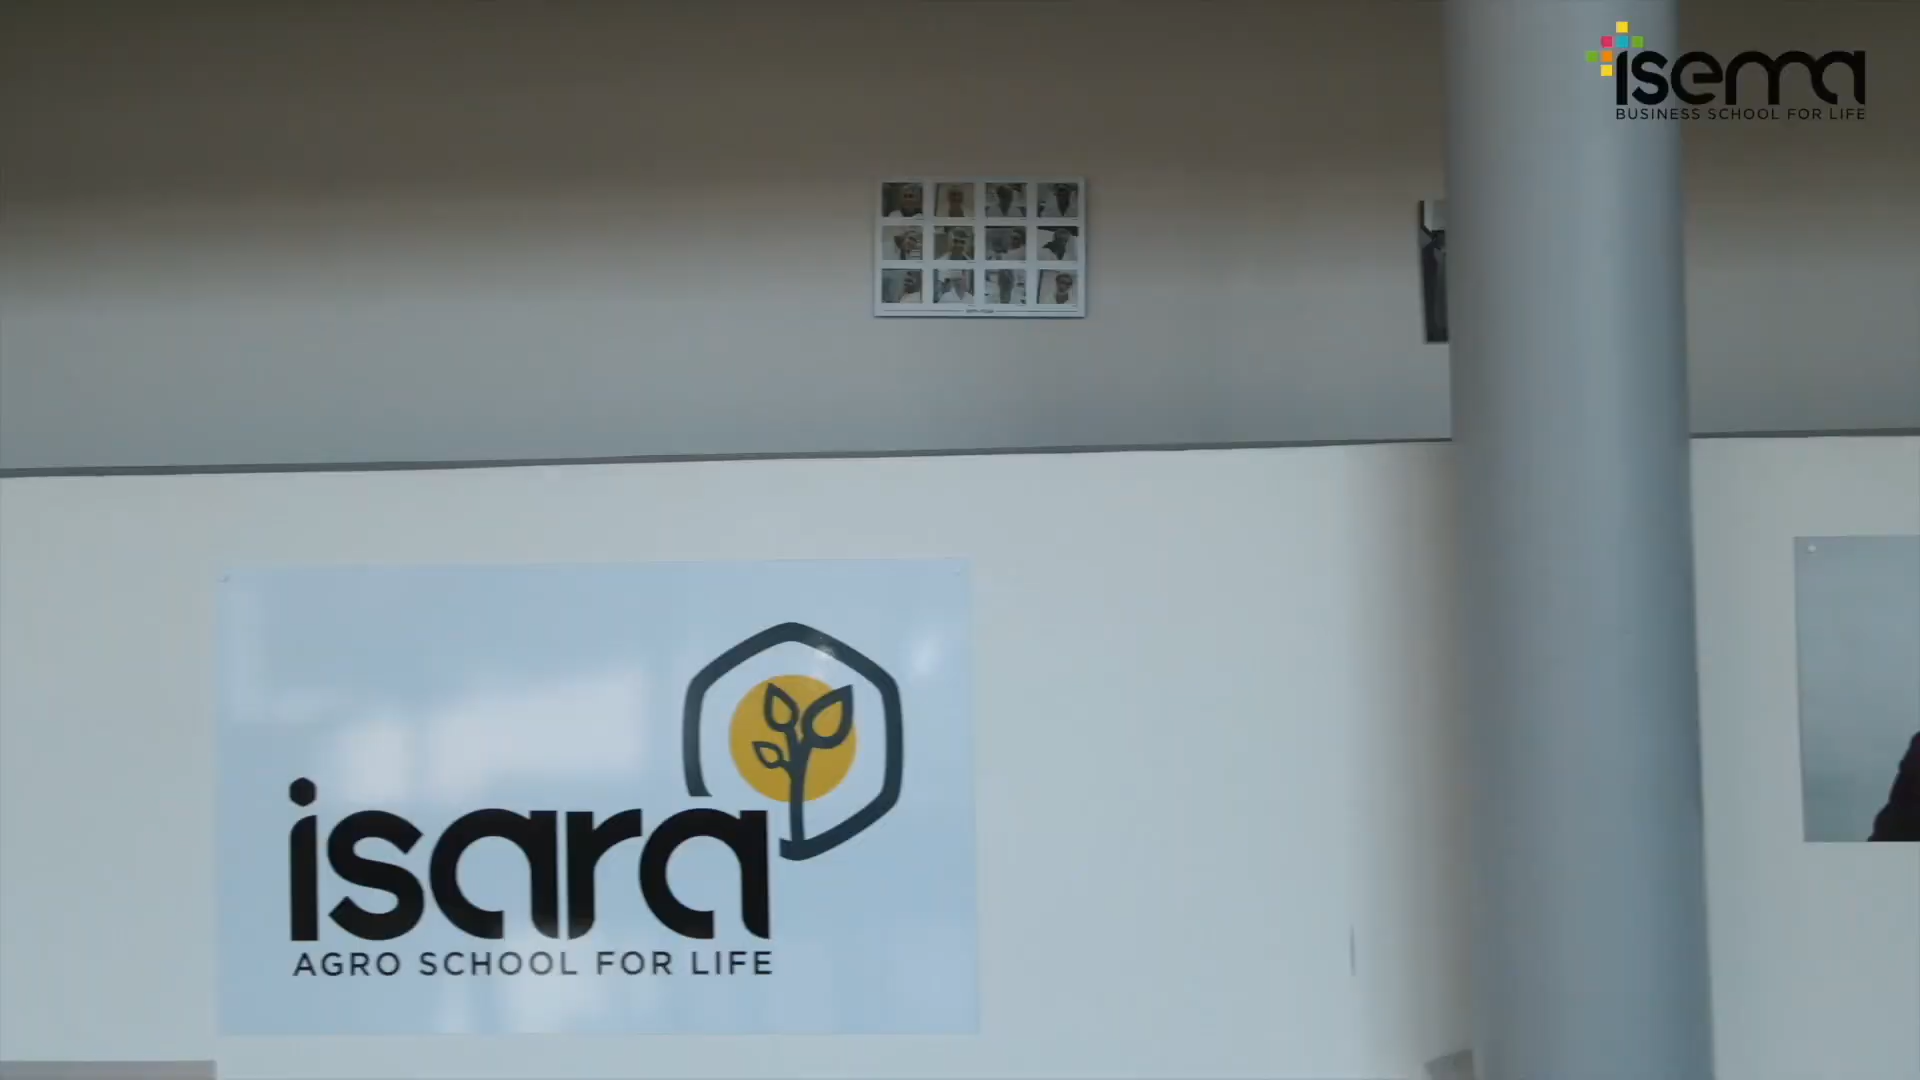 isema
BUSINESS SCHOOL FOR LIFE
isara
AGRO SCHOOL FOR LIFE